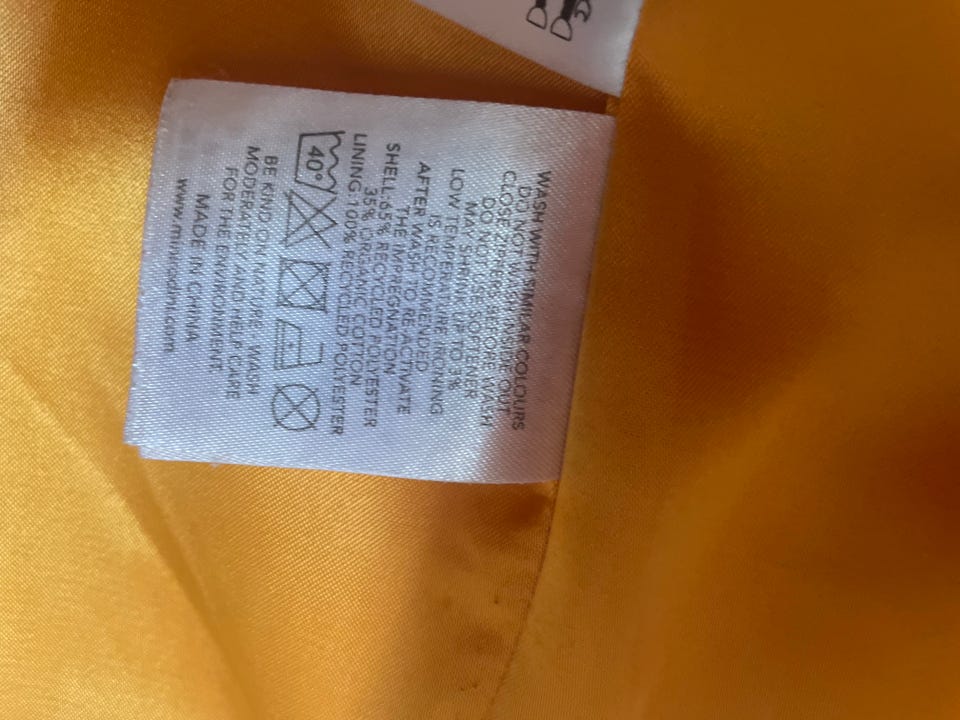 WASH WITH SIMILAR COLOURS
DO NOT WASH INSIDE OUT
CLOSE ZIPPERS BEFORE WASH
DO NOT USE SOFTENER
MAY SHRINK UP TO 3%
LOW TEMPERATURE IRONING
IS RECOMMENDED
AFTER WASH TO RE-ACTIVATE
THE IMPREGNATION
SHELL:65% RECYCLED POLYESTER
35% ORGANIC COTTON
LINING:100% RECYCLED POLYESTER
40°
BE KIND ON NATURE, WASH
MODERATELY AND HELP CARE
FOR THE ENVIRONMENT.
MADE IN CHINA
www.minirodini.com